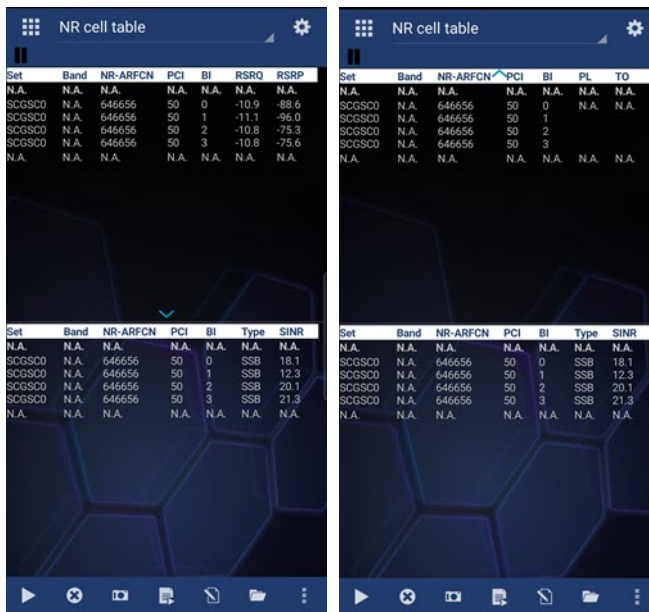 NR cell table
Set Band NR-ARFCN PCI BI RSRQ RSRP
N.A. N.A. N.A. N.A. N.A. N.A. N.A.
SCGSC0 N.A. 646656 50 0 -10.9 -88.6
SCGSC0 N.A. 646656 50 1 -11.1 -96.0
SCGSC0 N.A. 646656 50 2 -10.8 -75.3
SCGSC0 N.A. 646656 50 3 -10.8 -75.6
N.A. N.A. N.A. N.A. N.A. N.A. N.A.
Set Band NR-ARFCN PCI BI Type SINR
N.A. N.A. N.A. N.A. N.A. N.A. N.A.
SCGSC0 N.A. 646656 50 0 SSB 18.1
SCGSC0 N.A. 646656 50 1 SSB 12.3
SCGSC0 N.A. 646656 50 2 SSB 20.1
SCGSC0 N.A. 646656 50 3 SSB 21.3
N.A. N.A. N.A. N.A. N.A. N.A. N.A.
NR cell table
Set Band NR-ARFCN PCI BI PL TO
N.A. N.A. N.A. N.A. N.A. N.A. N.A.
SCGSC0 N.A. 646656 50 0 N.A. N.A.
SCGSC0 N.A. 646656 50 1
SCGSC0 N.A. 646656 50 2
SCGSC0 N.A. 646656 50 3
N.A. N.A. N.A. N.A. N.A. N.A. N.A.
Set Band NR-ARFCN PCI BI Type SINR
N.A. N.A. N.A. N.A. N.A. N.A. N.A.
SCGSC0 N.A. 646656 50 0 SSB 18.1
SCGSC0 N.A. 646656 50 1 SSB 12.3
SCGSC0 N.A. 646656 50 2 SSB 20.1
SCGSC0 N.A. 646656 50 3 SSB 21.3
N.A. N.A. N.A. N.A. N.A. N.A. N.A.